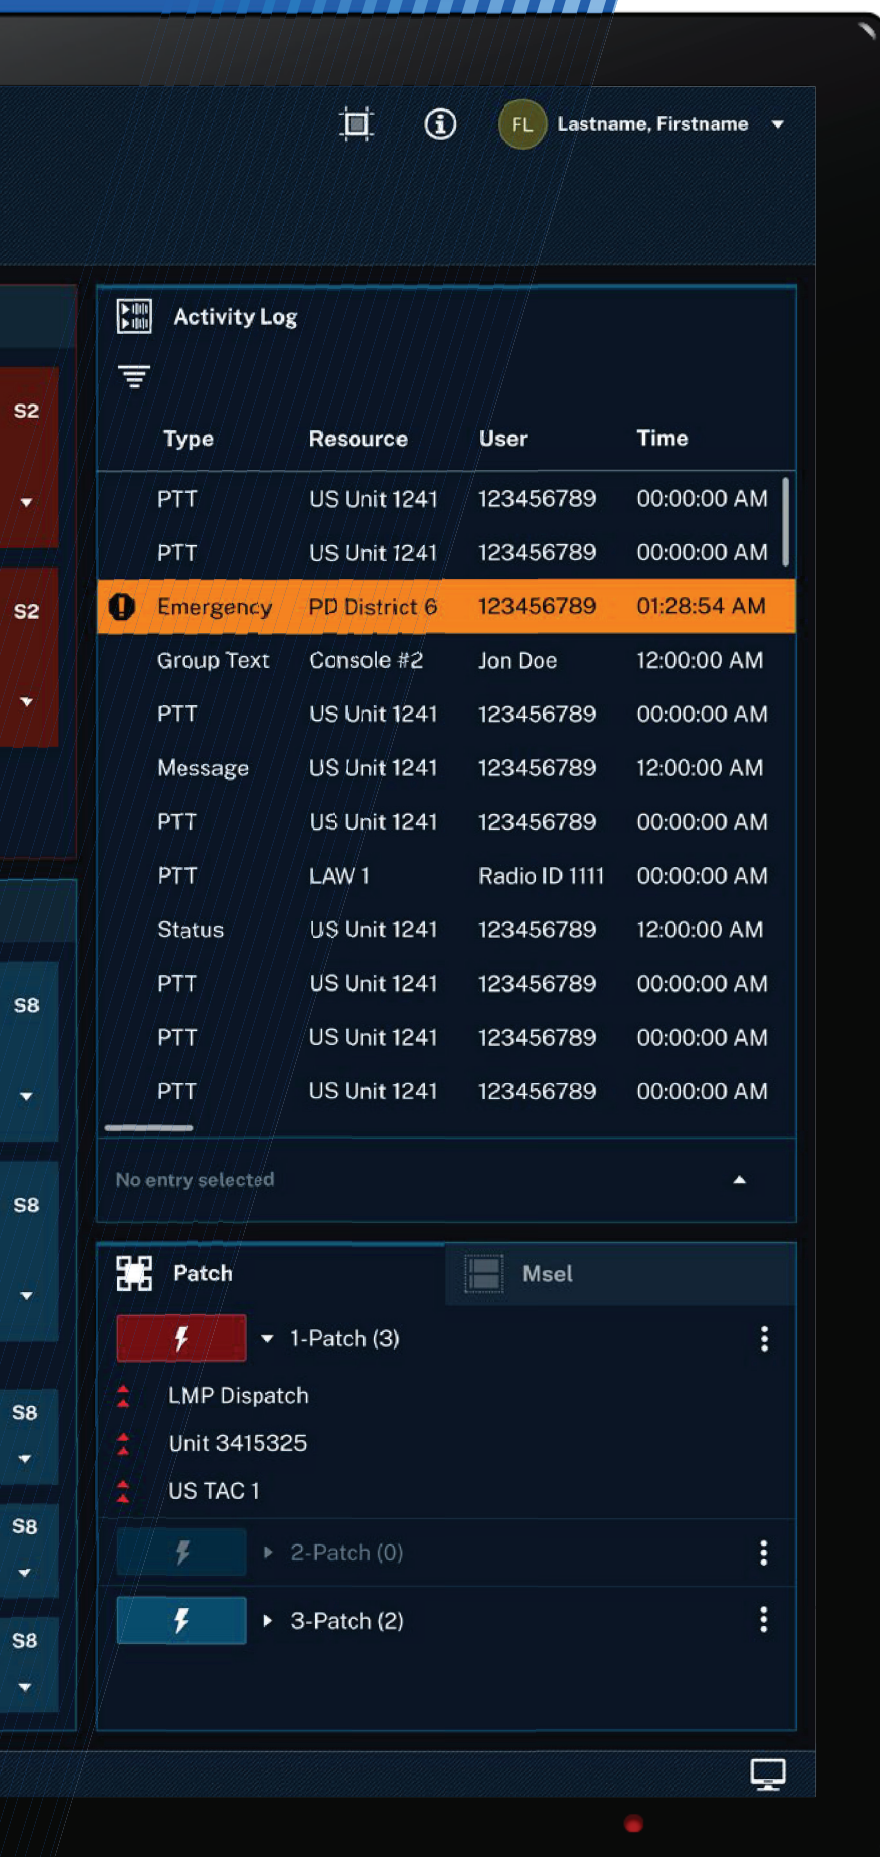 FL Lastname, Firstname
Activity Log
S2
Type Resource User Time
PTT US Unit 1241 123456789 00:00:00 AM
PTT US Unit 1241 123456789 00:00:00 AM
S2
Emergency PD District 6 123456789 01:28:54 AM
Group Text Console #2 Jon Doe 12:00:00 AM
PTT US Unit 1241 123456789 00:00:00 AM
Message US Unit 1241 123456789 12:00:00 AM
PTT US Unit 1241 123456789 00:00:00 AM
PTT LAW 1 Radio ID 1111 00:00:00 AM
Status US Unit 1241 123456789 12:00:00 AM
PTT US Unit 1241 123456789 00:00:00 AM
S8
PTT US Unit 1241 123456789 00:00:00 AM
PTT US Unit 1241 123456789 00:00:00 AM
No entry selected
S8
Patch Msel
1-Patch (3)
LMP Dispatch
S8
Unit 3415325
US TAC 1
S8
2-Patch (0)
3-Patch (2)
S8